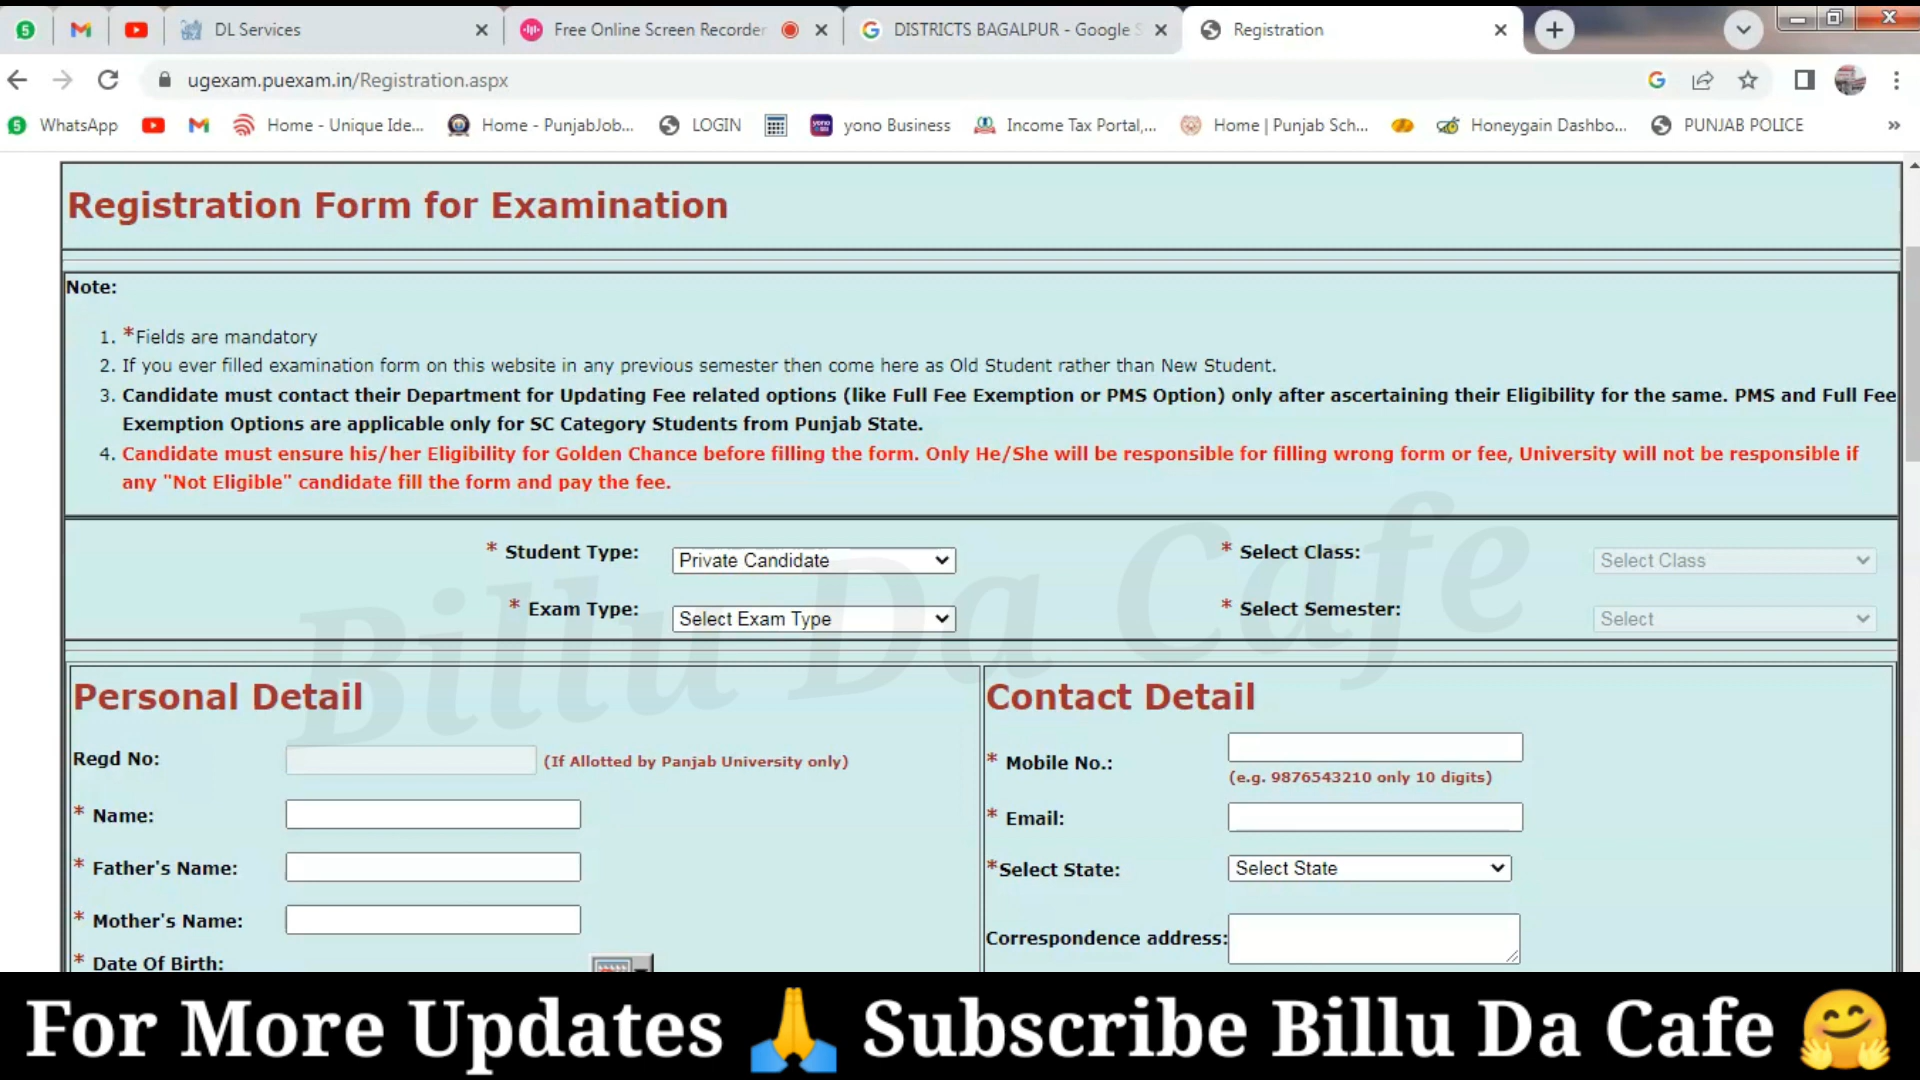 DL Services
Free Online Screen Recorder
DISTRICTS BAGALPUR - Google S
Registration
ugexam.puexam.in/Registration.aspx
WhatsApp
Home - Unique Ide...
Home - PunjabJob...
LOGIN
yono Business
Income Tax Portal,...
Home | Punjab Sch...
Honeygain Dashbo...
PUNJAB POLICE
Registration Form for Examination
Note:
1. *Fields are mandatory
2. If you ever filled examination form on this website in any previous semester then come here as Old Student rather than New Student.
3. Candidate must contact their Department for Updating Fee related options (like Full Fee Exemption or PMS Option) only after ascertaining their Eligibility for the same. PMS and Full Fee
Exemption Options are applicable only for SC Category Students from Punjab State.
4. Candidate must ensure his/her Eligibility for Golden Chance before filling the form. Only He/She will be responsible for filling wrong form or fee, University will not be responsible if
any "Not Eligible" candidate fill the form and pay the fee.
* Student Type: Private Candidate * Select Class: Select Class
* Exam Type: Select Exam Type * Select Semester: Select
Billu Da Cafe
Personal Detail
Regd No: (If Allotted by Panjab University only)
* Name:
* Father's Name:
* Mother's Name:
* Date Of Birth:
Contact Detail
* Mobile No.:
(e.g. 9876543210 only 10 digits)
* Email:
*Select State: Select State
Correspondence address:
For More Updates 🙏 Subscribe Billu Da Cafe 🤗